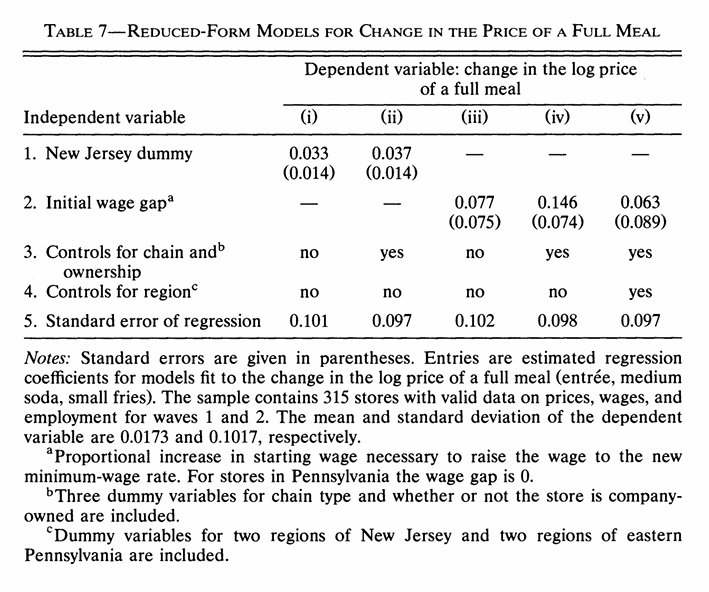 TABLE 7—REDUCED-FORM MODELS FOR CHANGE IN THE PRICE OF A FULL MEAL
Dependent variable: change in the log price
of a full meal
Independent variable (i) (ii) (iii) (iv) (v)
1. New Jersey dummy 0.033 0.037 — — —
(0.014) (0.014)
2. Initial wage gapᵃ — — 0.077 0.146 0.063
(0.075) (0.074) (0.089)
3. Controls for chain andᵇ no yes no yes yes
ownership
4. Controls for regionᶜ no no no no yes
5. Standard error of regression 0.101 0.097 0.102 0.098 0.097
Notes: Standard errors are given in parentheses. Entries are estimated regression
coefficients for models fit to the change in the log price of a full meal (entrée, medium
soda, small fries). The sample contains 315 stores with valid data on prices, wages, and
employment for waves 1 and 2. The mean and standard deviation of the dependent
variable are 0.0173 and 0.1017, respectively.
ᵃProportional increase in starting wage necessary to raise the wage to the new
minimum-wage rate. For stores in Pennsylvania the wage gap is 0.
ᵇThree dummy variables for chain type and whether or not the store is company-
owned are included.
ᶜDummy variables for two regions of New Jersey and two regions of eastern
Pennsylvania are included.